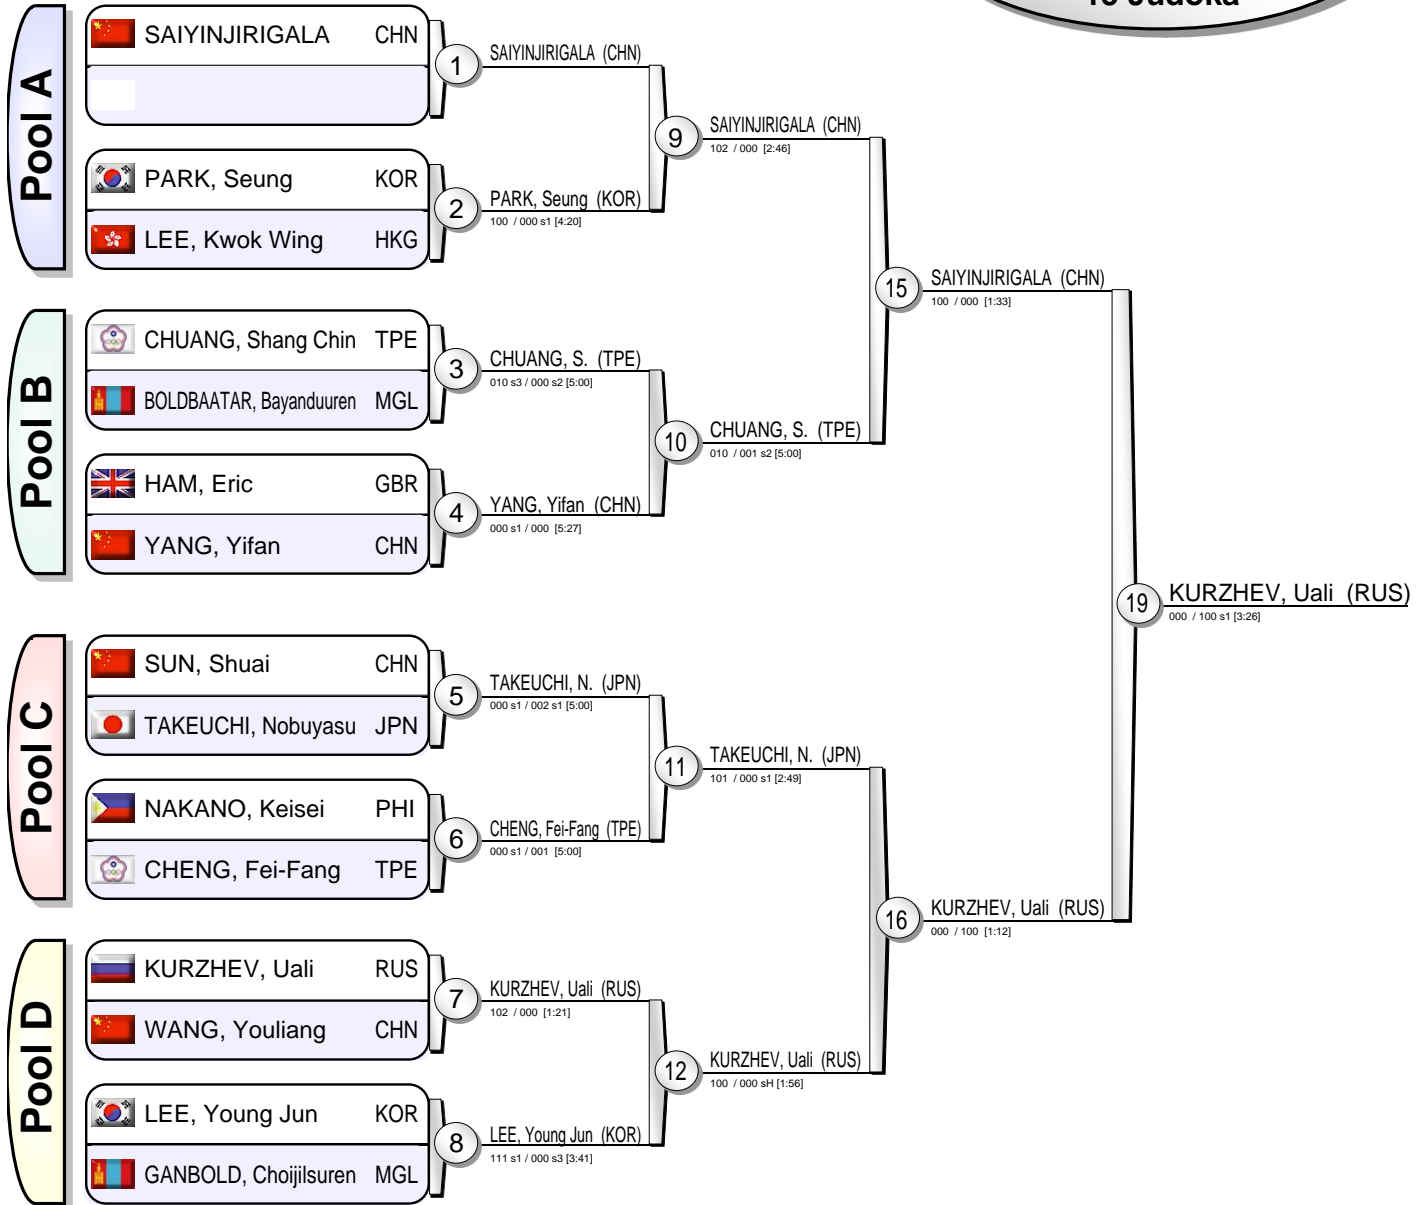 15 Judoka
Pool A
SAIYINJIRIGALA CHN
PARK, Seung KOR
LEE, Kwok Wing HKG
Pool B
CHUANG, Shang Chin TPE
BOLDBAATAR, Bayanduuren MGL
HAM, Eric GBR
YANG, Yifan CHN
Pool C
SUN, Shuai CHN
TAKEUCHI, Nobuyasu JPN
NAKANO, Keisei PHI
CHENG, Fei-Fang TPE
Pool D
KURZHEV, Uali RUS
WANG, Youliang CHN
LEE, Young Jun KOR
GANBOLD, Choijilsuren MGL
1
SAIYINJIRIGALA (CHN)
2
PARK, Seung (KOR)
100 / 000 s1 [4:20]
3
CHUANG, S. (TPE)
010 s3 / 000 s2 [5:00]
4
YANG, Yifan (CHN)
000 s1 / 000 [5:27]
5
TAKEUCHI, N. (JPN)
000 s1 / 002 s1 [5:00]
6
CHENG, Fei-Fang (TPE)
000 s1 / 001 [5:00]
7
KURZHEV, Uali (RUS)
102 / 000 [1:21]
8
LEE, Young Jun (KOR)
111 s1 / 000 s3 [3:41]
9
SAIYINJIRIGALA (CHN)
102 / 000 [2:46]
10
CHUANG, S. (TPE)
010 / 001 s2 [5:00]
11
TAKEUCHI, N. (JPN)
101 / 000 s1 [2:49]
12
KURZHEV, Uali (RUS)
100 / 000 sH [1:56]
15
SAIYINJIRIGALA (CHN)
100 / 000 [1:33]
16
KURZHEV, Uali (RUS)
000 / 100 [1:12]
19
KURZHEV, Uali (RUS)
000 / 100 s1 [3:26]